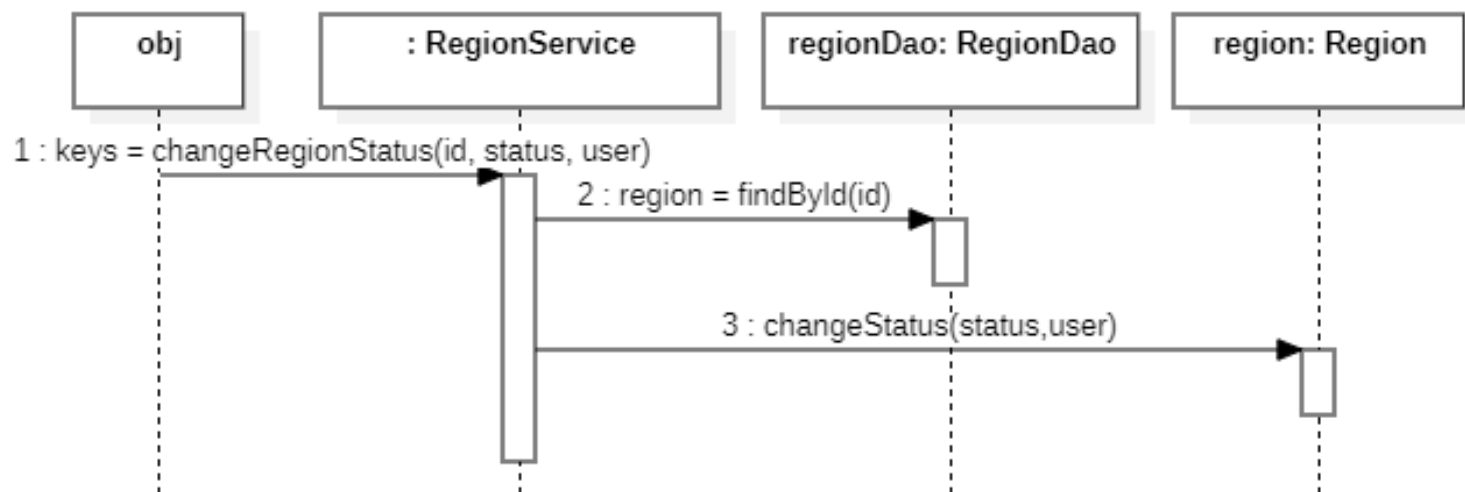 obj
: RegionService
regionDao: RegionDao
region: Region
1 : keys = changeRegionStatus(id, status, user)
2 : region = findById(id)
3 : changeStatus(status,user)